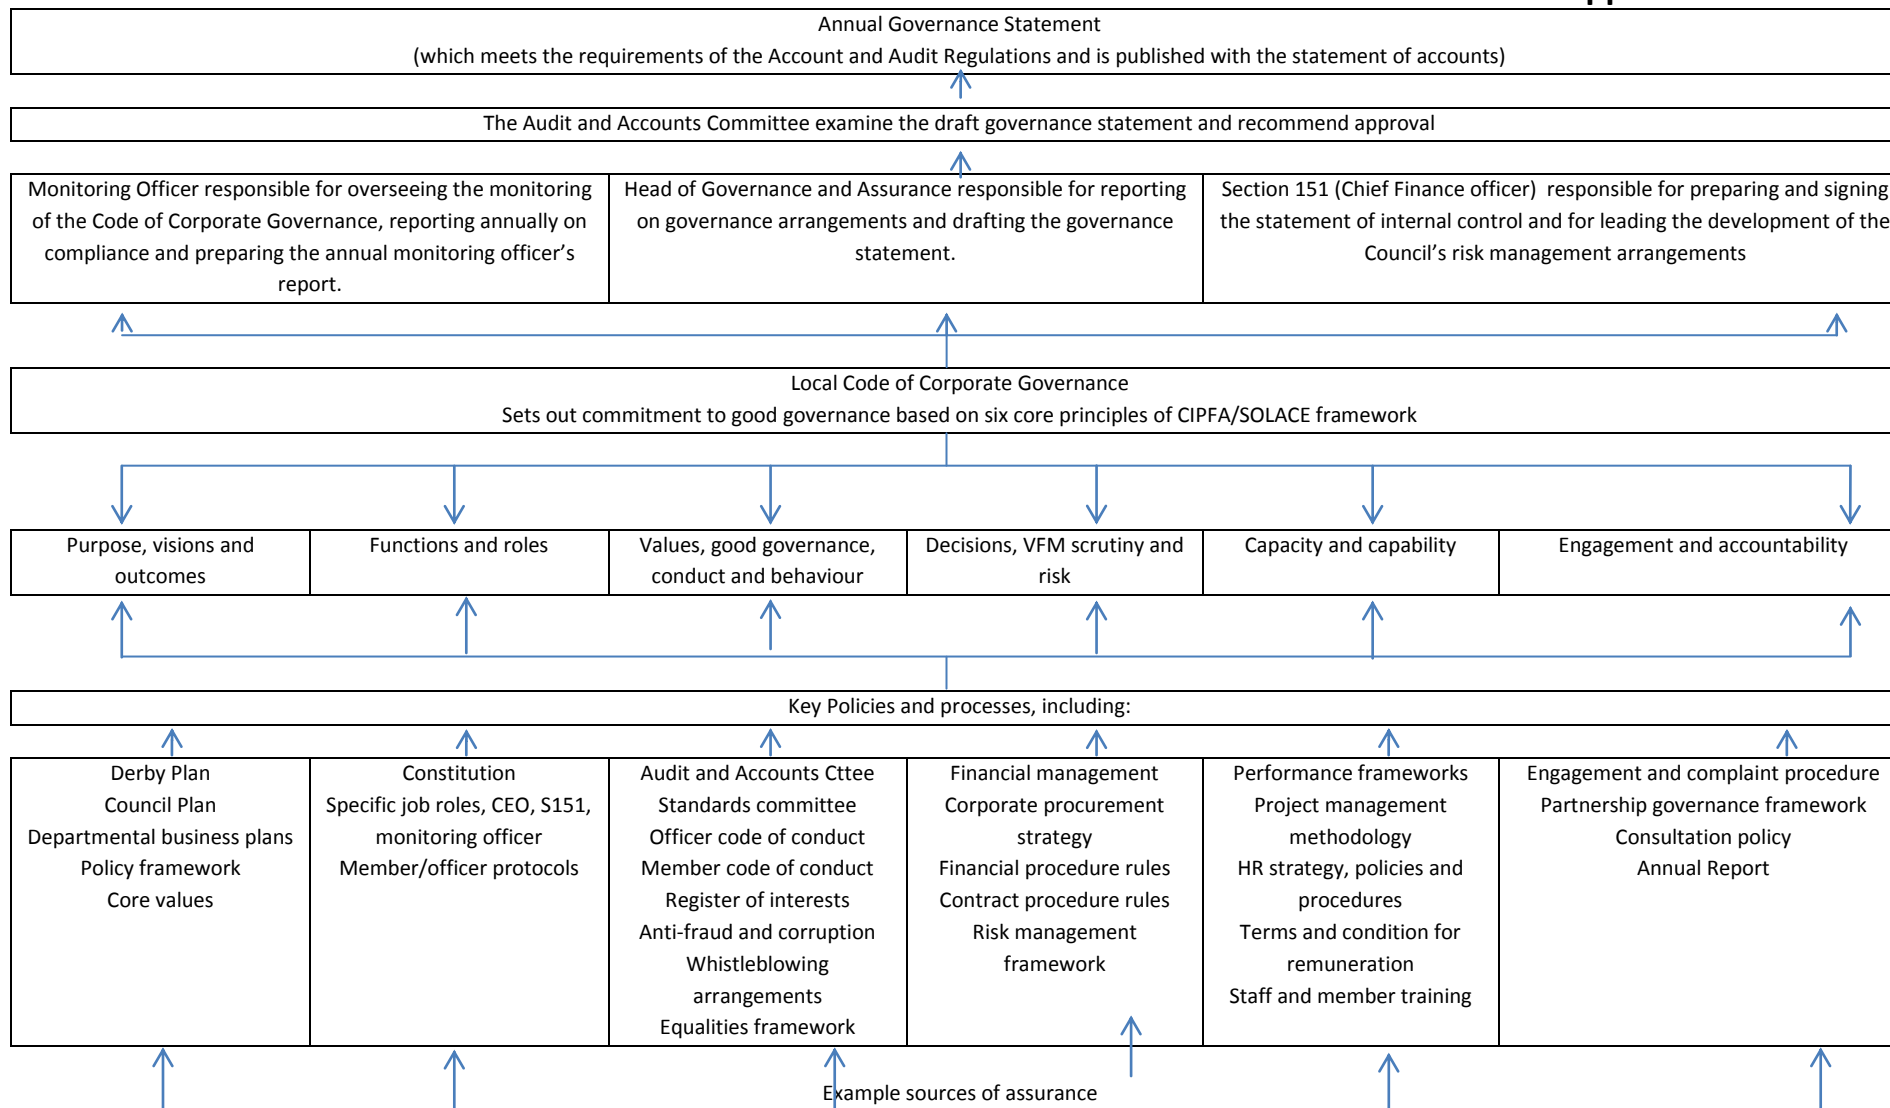 Annual Governance Statement
(which meets the requirements of the Account and Audit Regulations and is published with the statement of accounts)
The Audit and Accounts Committee examine the draft governance statement and recommend approval
Monitoring Officer responsible for overseeing the monitoring
of the Code of Corporate Governance, reporting annually on
compliance and preparing the annual monitoring officer's
report.
Head of Governance and Assurance responsible for reporting
on governance arrangements and drafting the governance
statement.
Section 151 (Chief Finance officer) responsible for preparing and signing
the statement of internal control and for leading the development of the
Council's risk management arrangements
Local Code of Corporate Governance
Sets out commitment to good governance based on six core principles of CIPFA/SOLACE framework
Purpose, visions and
outcomes
Functions and roles
Values, good governance,
conduct and behaviour
Decisions, VFM scrutiny and
risk
Capacity and capability
Engagement and accountability
Key Policies and processes, including:
Derby Plan
Council Plan
Departmental business plans
Policy framework
Core values
Constitution
Specific job roles, CEO, S151,
monitoring officer
Member/officer protocols
Audit and Accounts Cttee
Standards committee
Officer code of conduct
Member code of conduct
Register of interests
Anti-fraud and corruption
Whistleblowing
arrangements
Equalities framework
Financial management
Corporate procurement
strategy
Financial procedure rules
Contract procedure rules
Risk management
framework
Performance frameworks
Project management
methodology
HR strategy, policies and
procedures
Terms and condition for
remuneration
Staff and member training
Engagement and complaint procedure
Partnership governance framework
Consultation policy
Annual Report
Example sources of assurance